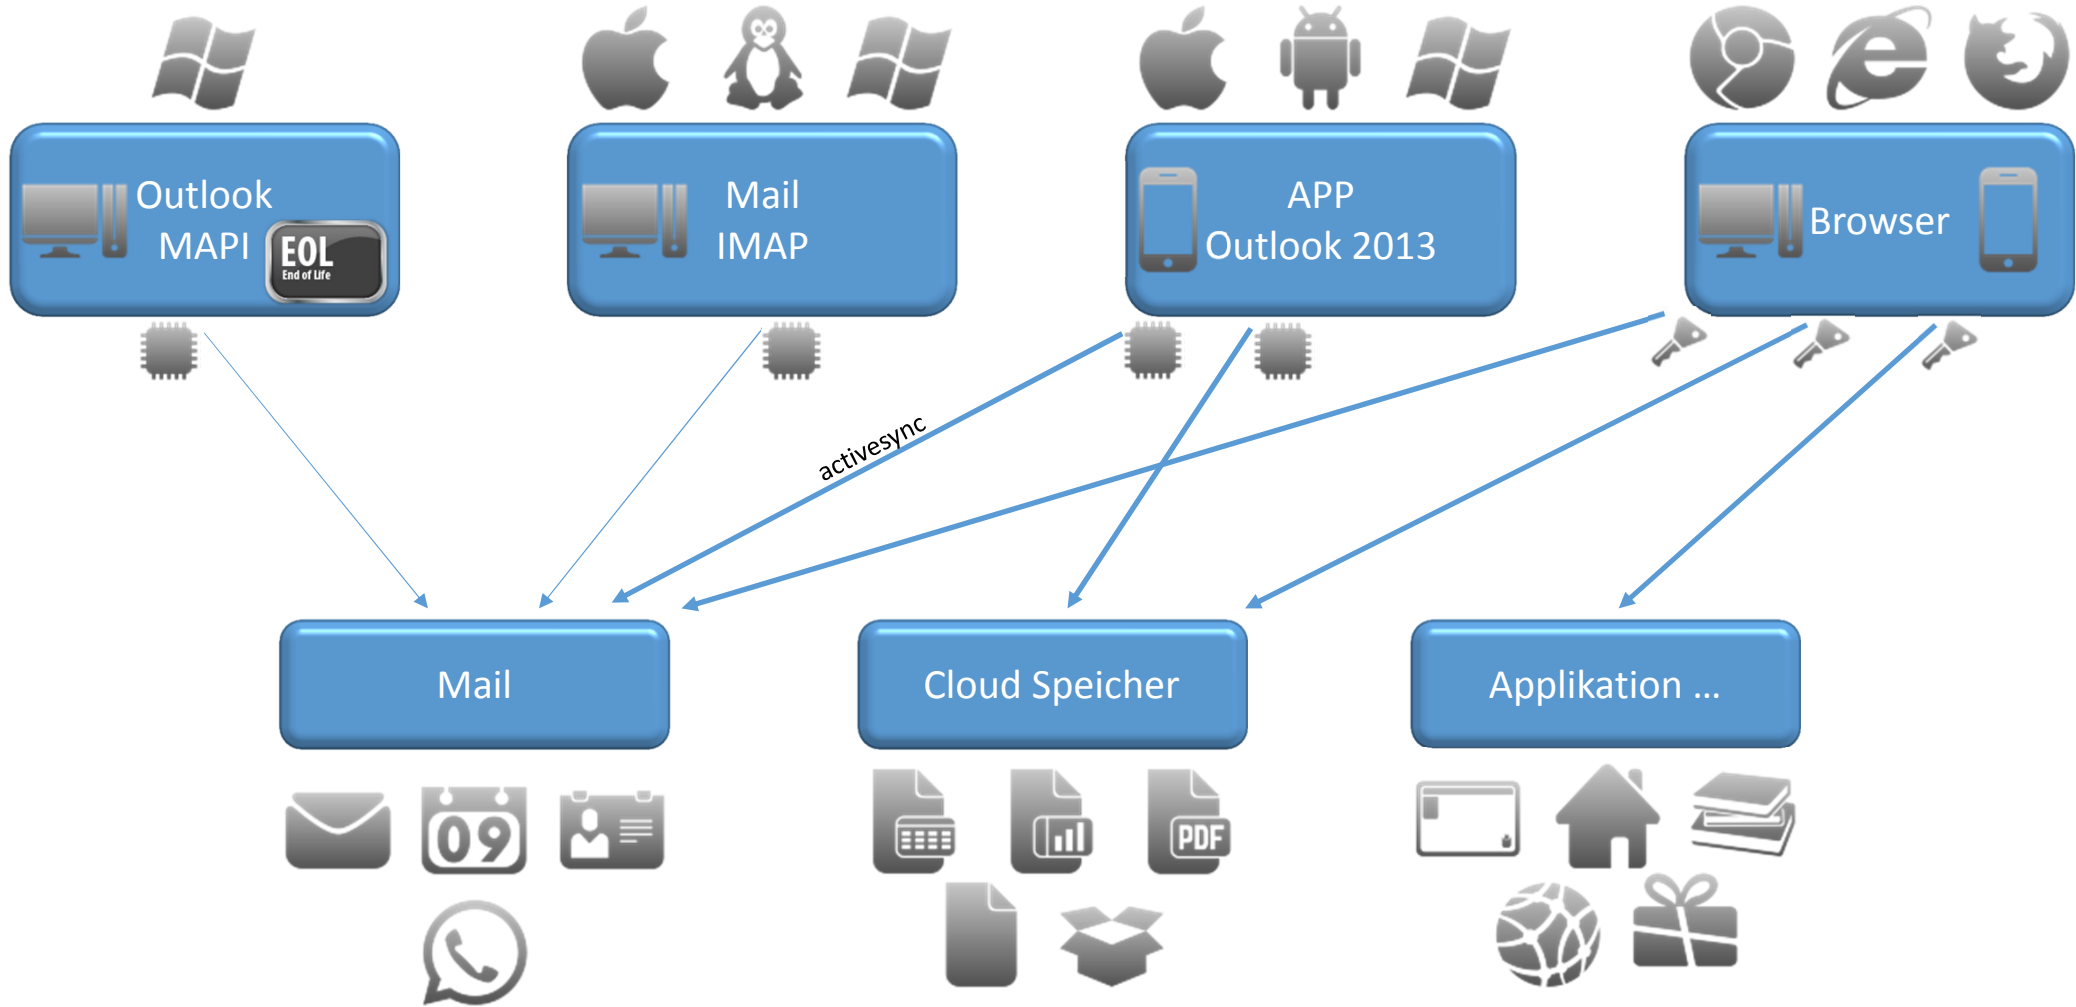 Outlook
MAPI
EOL
End of Life
Mail
IMAP
APP
Outlook 2013
Browser
activesync
Mail
Cloud Speicher
Applikation ...
09
PDF